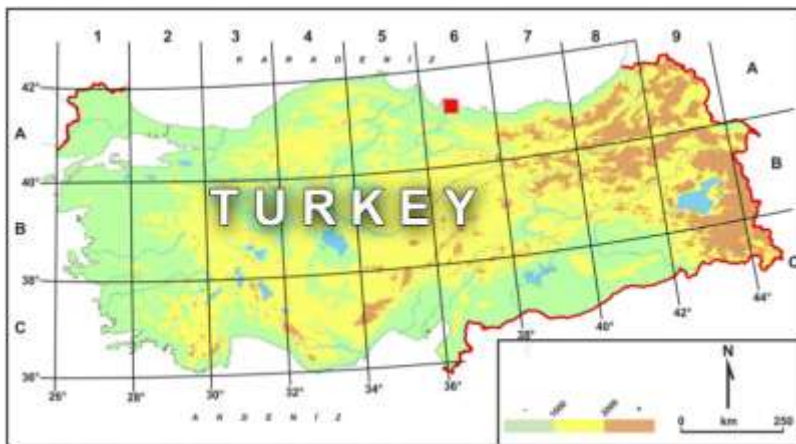 1 2 3 4 5 6 7 8 9
K A R A D E N İ Z
42°
A A
40°
B B
TURKEY
38°
C C
36°
26° 28° 30° 32° 34° 36° 38° 40° 42° 44°
A K D E N İ Z
N
- 1000 2000 +
0 km 250